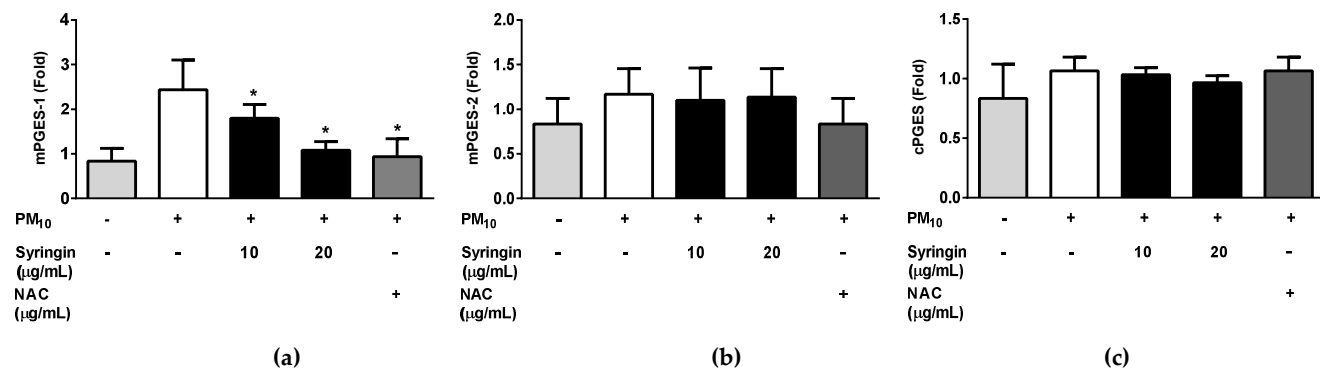 mPGES-1 (Fold)
4
3
2
1
0
* * *
PM10 - + + + +
Syringin - 10 20 -
(μg/mL)
NAC +
(μg/mL)
(a)
mPGES-2 (Fold)
2.0
1.5
1.0
0.5
0.0
PM10 - + + + +
Syringin - - 10 20 -
(μg/mL)
NAC +
(μg/mL)
(b)
cPGES (Fold)
1.5
1.0
0.5
0.0
PM10 - + + + +
Syringin - - 10 20 -
(μg/mL)
NAC +
(μg/mL)
(c)